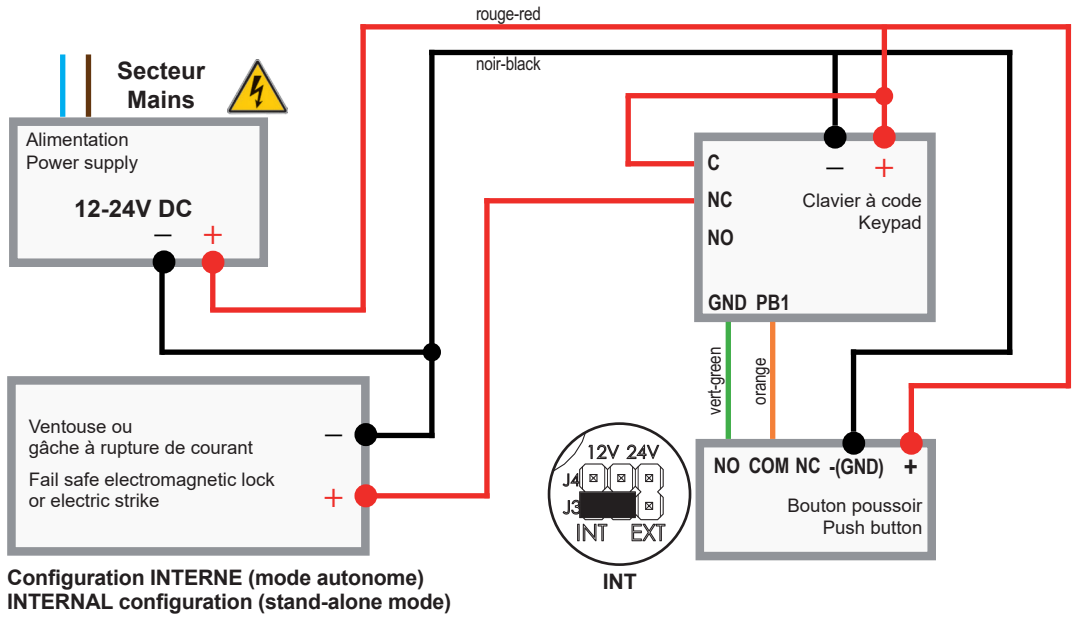 rouge-red
noir-black
Secteur
Mains
Alimentation
Power supply
12-24V DC
– +
C
NC
NO
– +
Clavier à code
Keypad
GND PB1
vert-green
orange
Ventouse ou
gâche à rupture de courant
–
Fail safe electromagnetic lock
or electric strike
+
12V 24V
J4
J3
INT EXT
INT
NO COM NC -(GND) +
Bouton poussoir
Push button
Configuration INTERNE (mode autonome)
INTERNAL configuration (stand-alone mode)